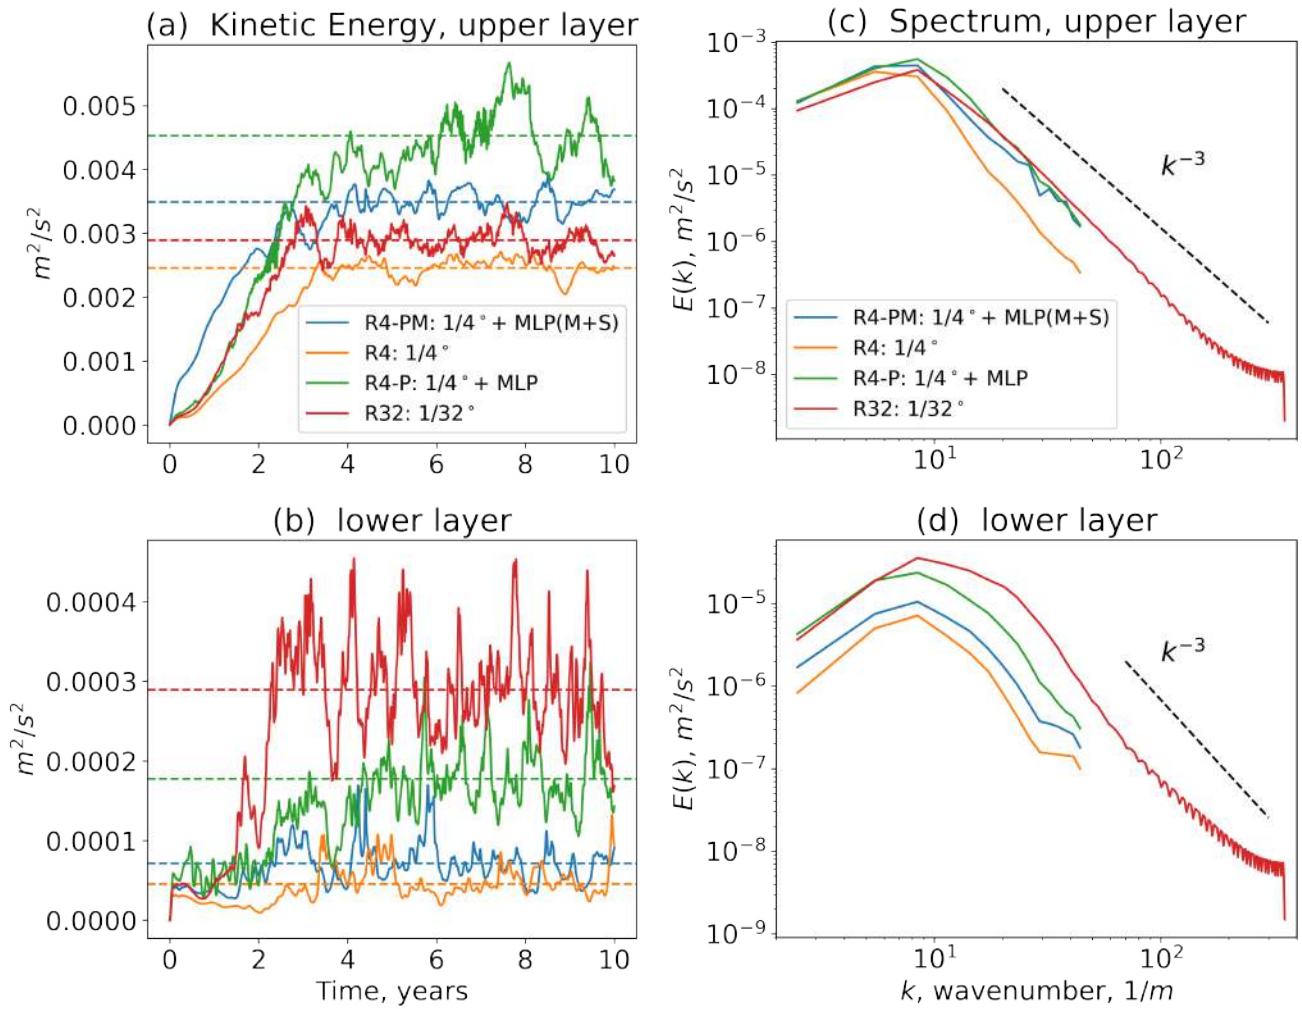 (a) Kinetic Energy, upper layer
m²/s²
0.005
0.004
0.003
0.002
0.001
0.000
R4-PM: 1/4° + MLP(M+S)
R4: 1/4°
R4-P: 1/4° + MLP
R32: 1/32°
0 2 4 6 8 10
(c) Spectrum, upper layer
E(k), m²/s²
10⁻³
10⁻⁴
10⁻⁵
10⁻⁶
10⁻⁷
10⁻⁸
k⁻³
R4-PM: 1/4° + MLP(M+S)
R4: 1/4°
R4-P: 1/4° + MLP
R32: 1/32°
10¹ 10²
(b) lower layer
m²/s²
0.0004
0.0003
0.0002
0.0001
0.0000
0 2 4 6 8 10
Time, years
(d) lower layer
E(k), m²/s²
10⁻⁵
10⁻⁶
10⁻⁷
10⁻⁸
10⁻⁹
k⁻³
10¹ 10²
k, wavenumber, 1/m